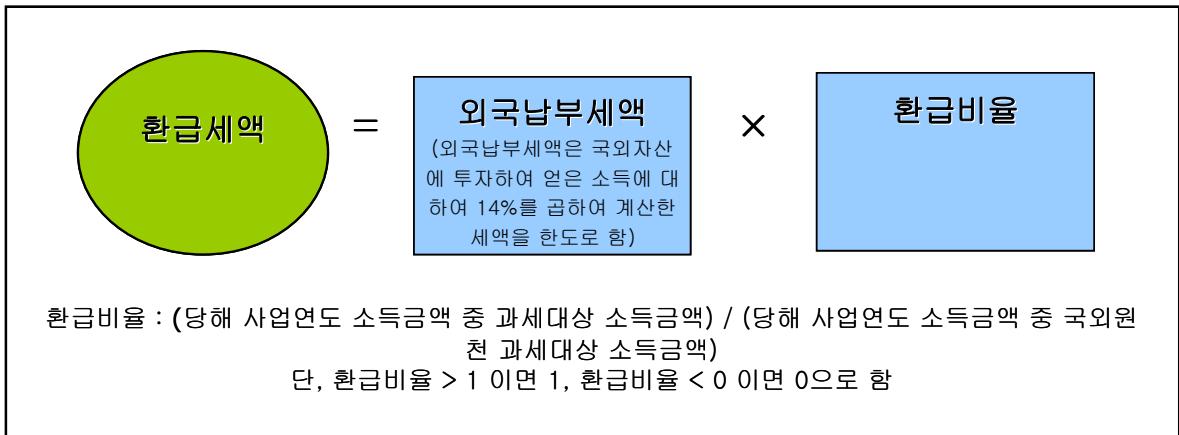 환급세액
=
외국납부세액
(외국납부세액은 국외자산
에 투자하여 얻은 소득에 대
하여 14%를 곱하여 계산한
세액을 한도로 함)
×
환급비율
환급비율 : (당해 사업연도 소득금액 중 과세대상 소득금액) / (당해 사업연도 소득금액 중 국외원
천 과세대상 소득금액)
단, 환급비율 > 1 이면 1, 환급비율 < 0 이면 0으로 함